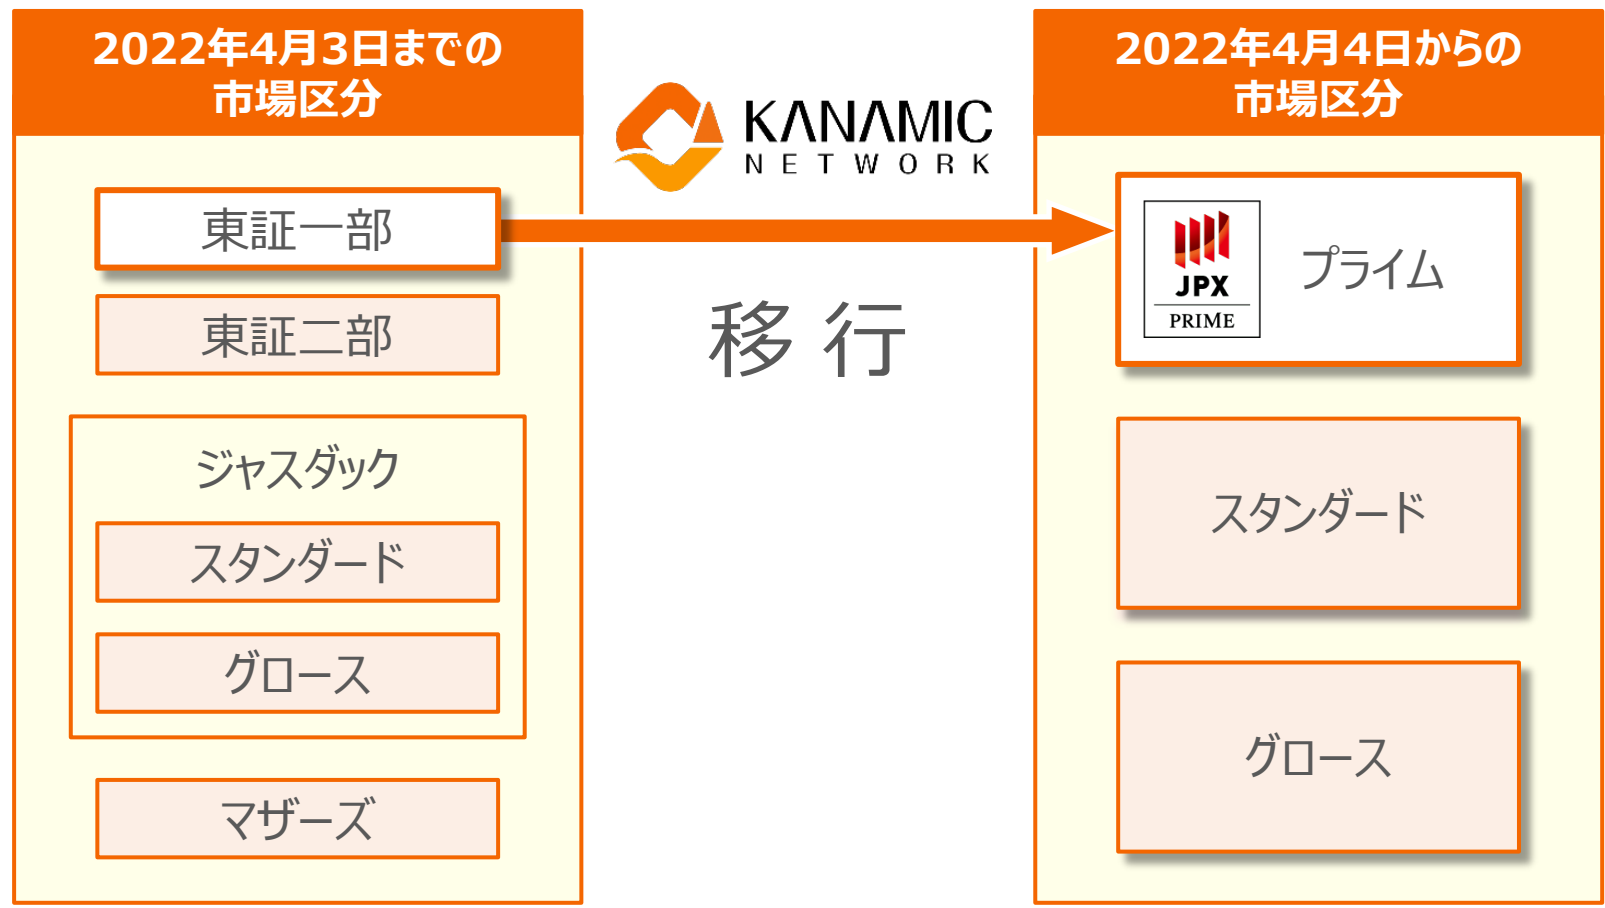 2022年4月3日までの
市場区分
東証一部
東証二部
ジャスダック
スタンダード
グロース
マザーズ
KANAMIC
NETWORK
移行
2022年4月4日からの
市場区分
JPX
PRIME
プライム
スタンダード
グロース